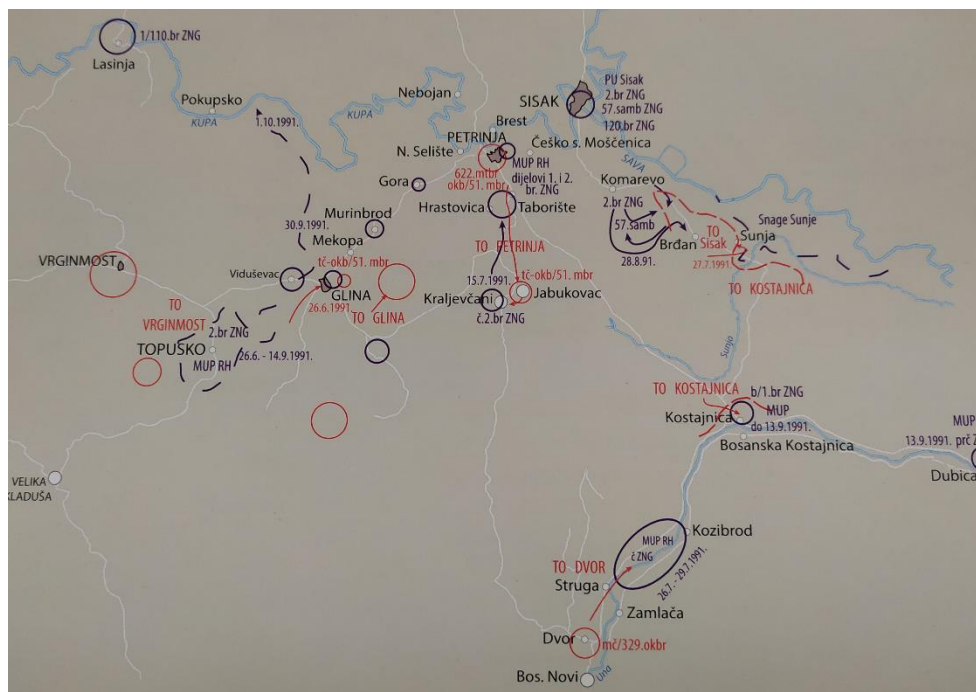 1/110.br ZNG
Lasinja
Pokupsko
KUPA
1.10.1991.
Nebojan
KUPA
SISAK
PU Sisak
2.br ZNG
57.samb ZNG
120.br ZNG
Brest
PETRINJA
N. Selište
Češko s. Moščenica
MUP RH
dijelovi 1. i 2.
br. ZNG
622.mtbr
okb/51. mbr.
SAVA
Gora
Hrastovica
Taborište
Komarevo
2.br ZNG
57.samb
Brđan
28.8.91.
TO
Sisak
27.7.1991.
Snage Sunje
Sunja
TO KOSTAJNICA
30.9.1991.
Murinbrod
Mekopa
TO PETRINJA
VRGINMOST
Viduševac
tč-okb/51. mbr.
GLINA
26.6.1991.
TO GLINA
15.7.1991.
tč-okb/51. mbr
Jabukovac
Kraljevčani
č.2.br ZNG
TO
VRGINMOST
2.br ZNG
TOPUSKO
MUP RH
26.6. - 14.9.1991.
Sunja
TO KOSTAJNICA
b/1.br ZNG
Kostajnica
MUP
do 13.9.1991.
Bosanska Kostajnica
MUP
13.9.1991. prč Z
Dubica
VELIKA
KLADUŠA
Kozibrod
MUP RH
č ZNG
26.7. - 29.7.1991.
TO DVOR
Struga
Zamlača
Dvor
mč/329.okbr
Bos. Novi
Una